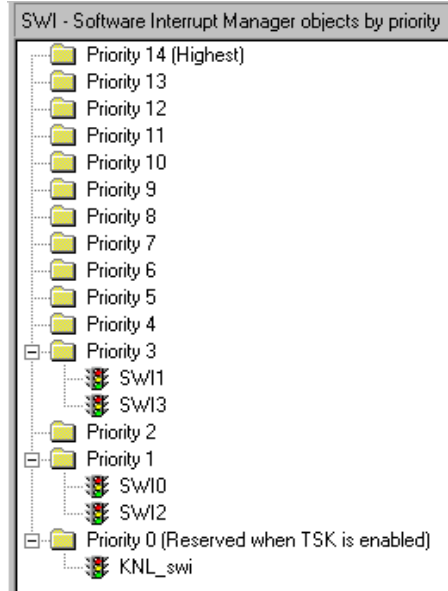 SWI - Software Interrupt Manager objects by priority
Priority 14 (Highest)
Priority 13
Priority 12
Priority 11
Priority 10
Priority 9
Priority 8
Priority 7
Priority 6
Priority 5
Priority 4
Priority 3
SWI1
SWI3
Priority 2
Priority 1
SWI0
SWI2
Priority 0 (Reserved when TSK is enabled)
KNL_swi